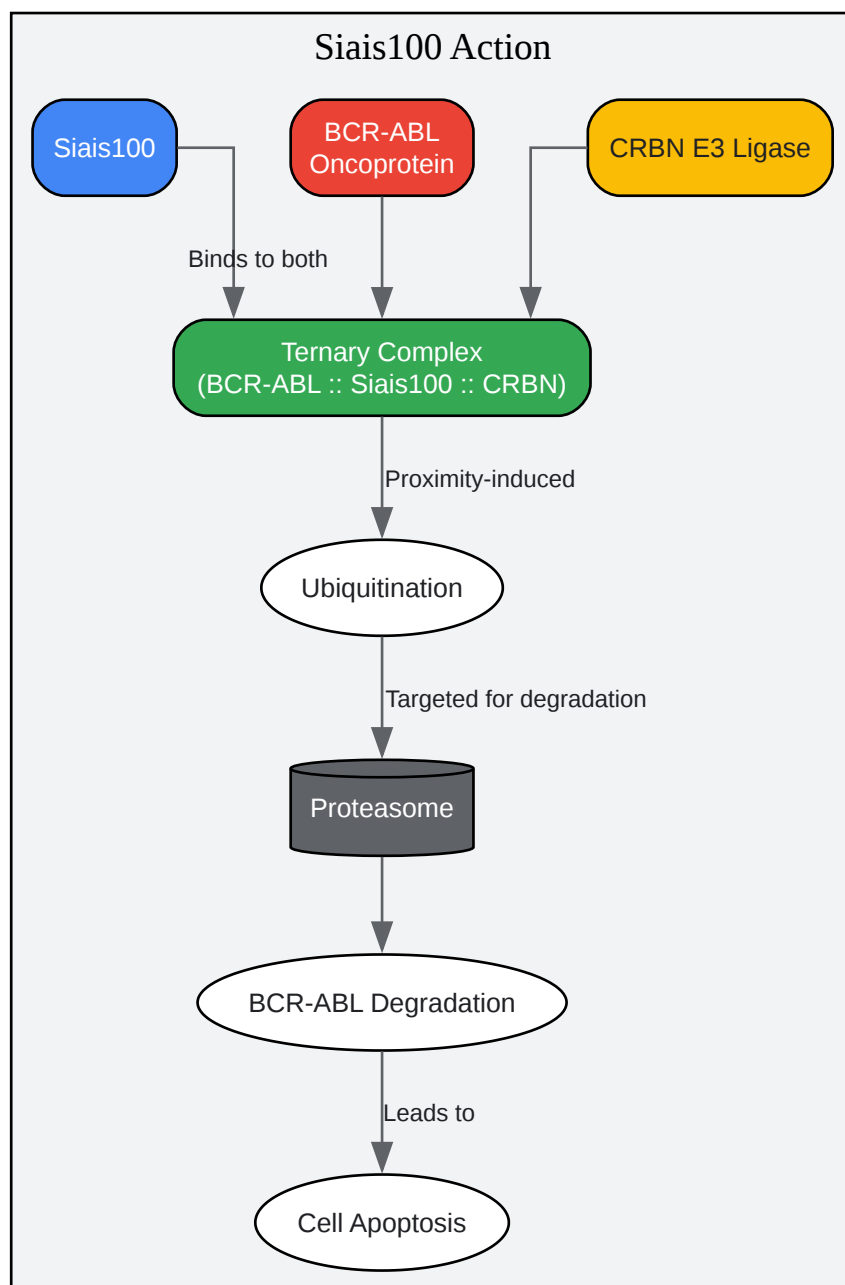 Siais100 Action
Siais100
BCR-ABL
Oncoprotein
CRBN E3 Ligase
Binds to both
Ternary Complex
(BCR-ABL :: Siais100 :: CRBN)
Proximity-induced
Ubiquitination
Targeted for degradation
Proteasome
BCR-ABL Degradation
Leads to
Cell Apoptosis